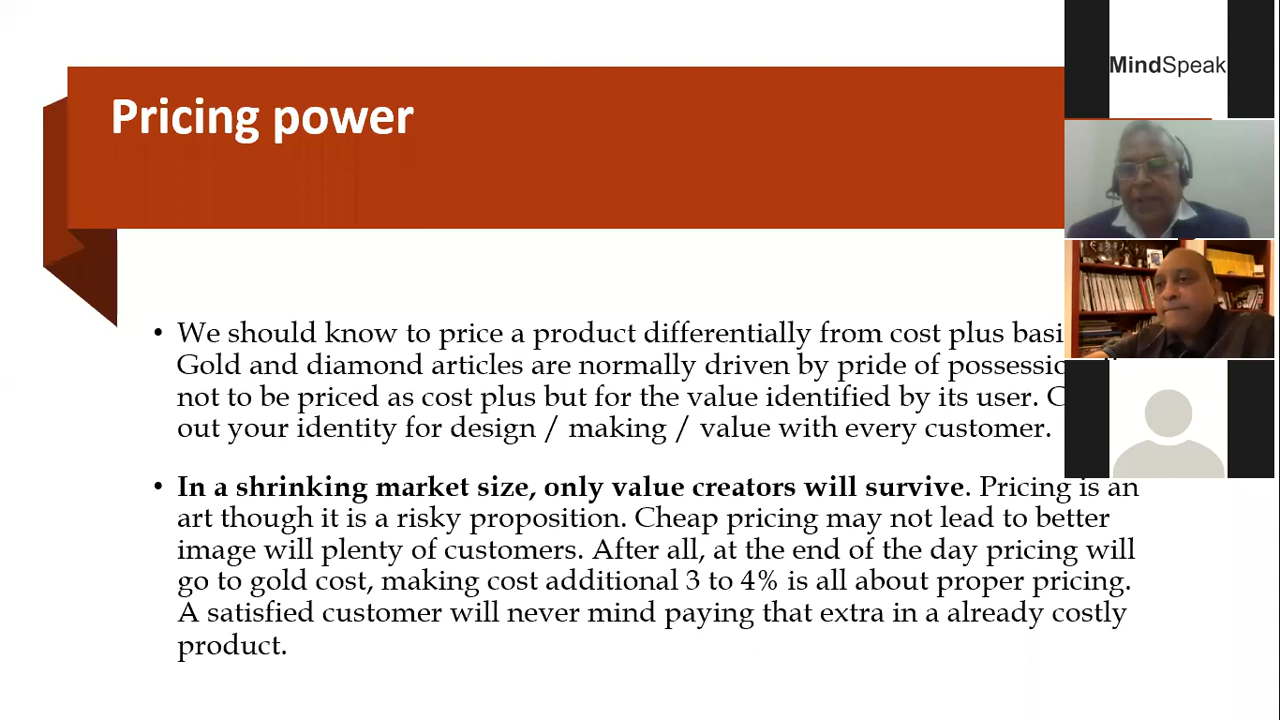 MindSpeak
Pricing power
• We should know to price a product differentially from cost plus
Gold and diamond articles are normally driven by pride of
not to be priced as cost plus but for the value identified by its user.
out your identity for design / making / value with every customer.
• In a shrinking market size, only value creators will survive. Pricing is an
art though it is a risky proposition. Cheap pricing may not lead to better
image will plenty of customers. After all, at the end of the day pricing will
go to gold cost, making cost additional 3 to 4% is all about proper pricing.
A satisfied customer will never mind paying that extra in a already costly
product.